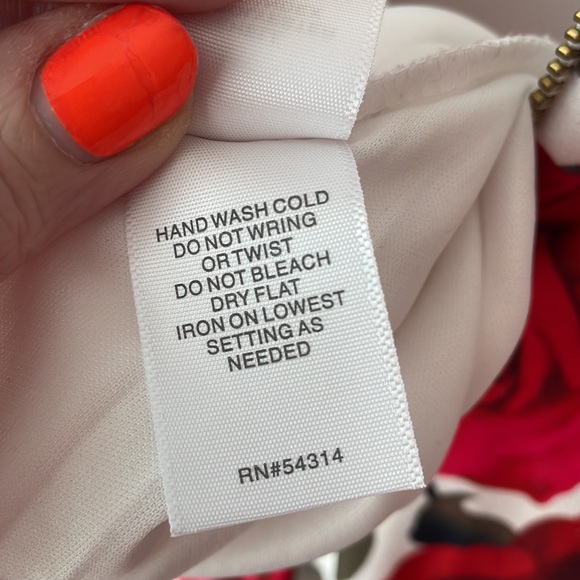 HAND WASH COLD
DO NOT WRING
OR TWIST
DO NOT BLEACH
DRY FLAT
IRON ON LOWEST
SETTING AS
NEEDED
RN#54314